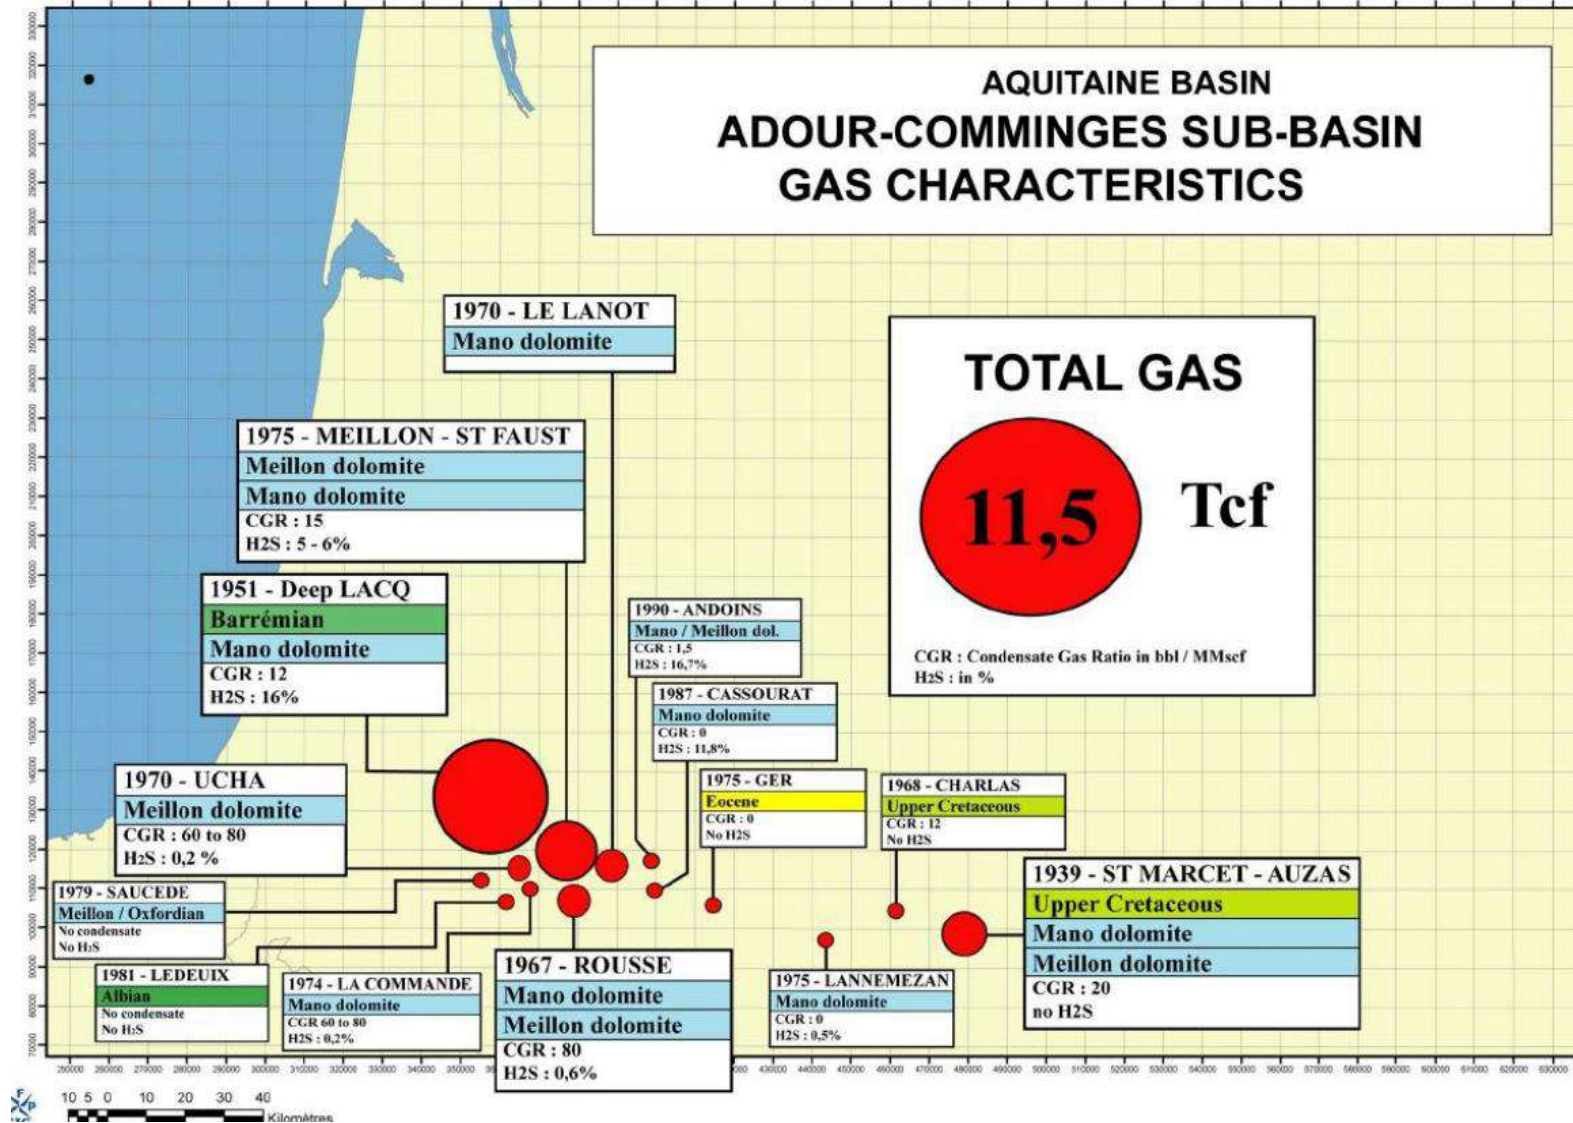 AQUITAINE BASIN
ADOUR-COMMINGES SUB-BASIN
GAS CHARACTERISTICS
1970 - LE LANOT
Mano dolomite
TOTAL GAS
11,5 Tcf
CGR : Condensate Gas Ratio in bbl / MMscf
H2S : in %
1975 - MEILLON - ST FAUST
Meillon dolomite
Mano dolomite
CGR : 15
H2S : 5 - 6%
1951 - Deep LACQ
Barrémian
Mano dolomite
CGR : 12
H2S : 16%
1990 - ANDOINS
Mano / Meillon dol.
CGR : 1,5
H2S : 16,7%
1987 - CASSOURAT
Mano dolomite
CGR : 0
H2S : 11,8%
1970 - UCHA
Meillon dolomite
CGR : 60 to 80
H2S : 0,2 %
1975 - GER
Eocene
CGR : 0
No H2S
1968 - CHARLAS
Upper Cretaceous
CGR : 12
No H2S
1939 - ST MARCET - AUZAS
Upper Cretaceous
Mano dolomite
Meillon dolomite
CGR : 20
no H2S
1979 - SAUCEDE
Meillon / Oxfordian
No condensate
No H2S
1981 - LEDEUIX
Albian
No condensate
No H2S
1974 - LA COMMANDE
Mano dolomite
CGR 60 to 80
H2S : 0,2%
1967 - ROUSSE
Mano dolomite
Meillon dolomite
CGR : 80
H2S : 0,6%
1975 - LANNEMEZAN
Mano dolomite
CGR : 0
H2S : 0,5%
10 5 0 10 20 30 40
Kilomètres